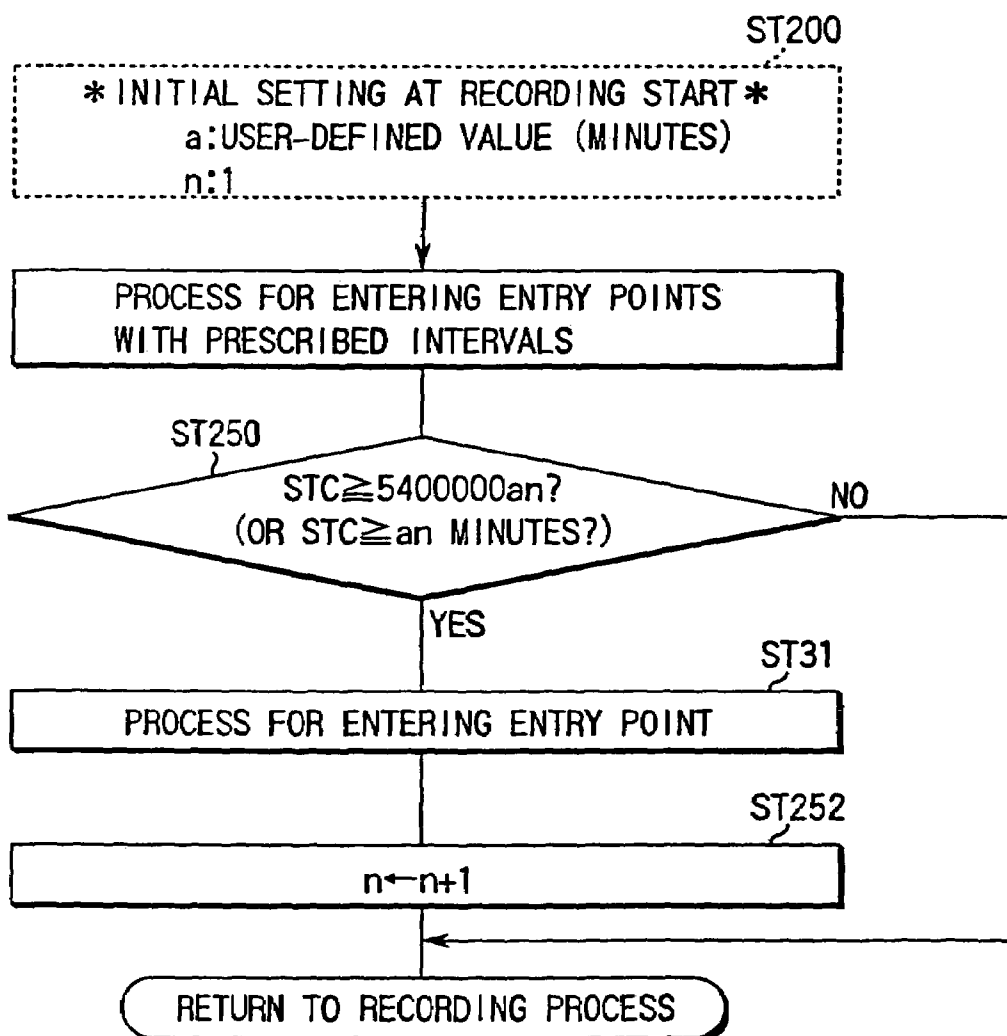 ST200
*INITIAL SETTING AT RECORDING START*
a:USER-DEFINED VALUE (MINUTES)
n:1
PROCESS FOR ENTERING ENTRY POINTS
WITH PRESCRIBED INTERVALS
ST250
STC≧5400000an?
(OR STC≧an MINUTES?)
NO
YES
ST31
PROCESS FOR ENTERING ENTRY POINT
ST252
n←n+1
RETURN TO RECORDING PROCESS